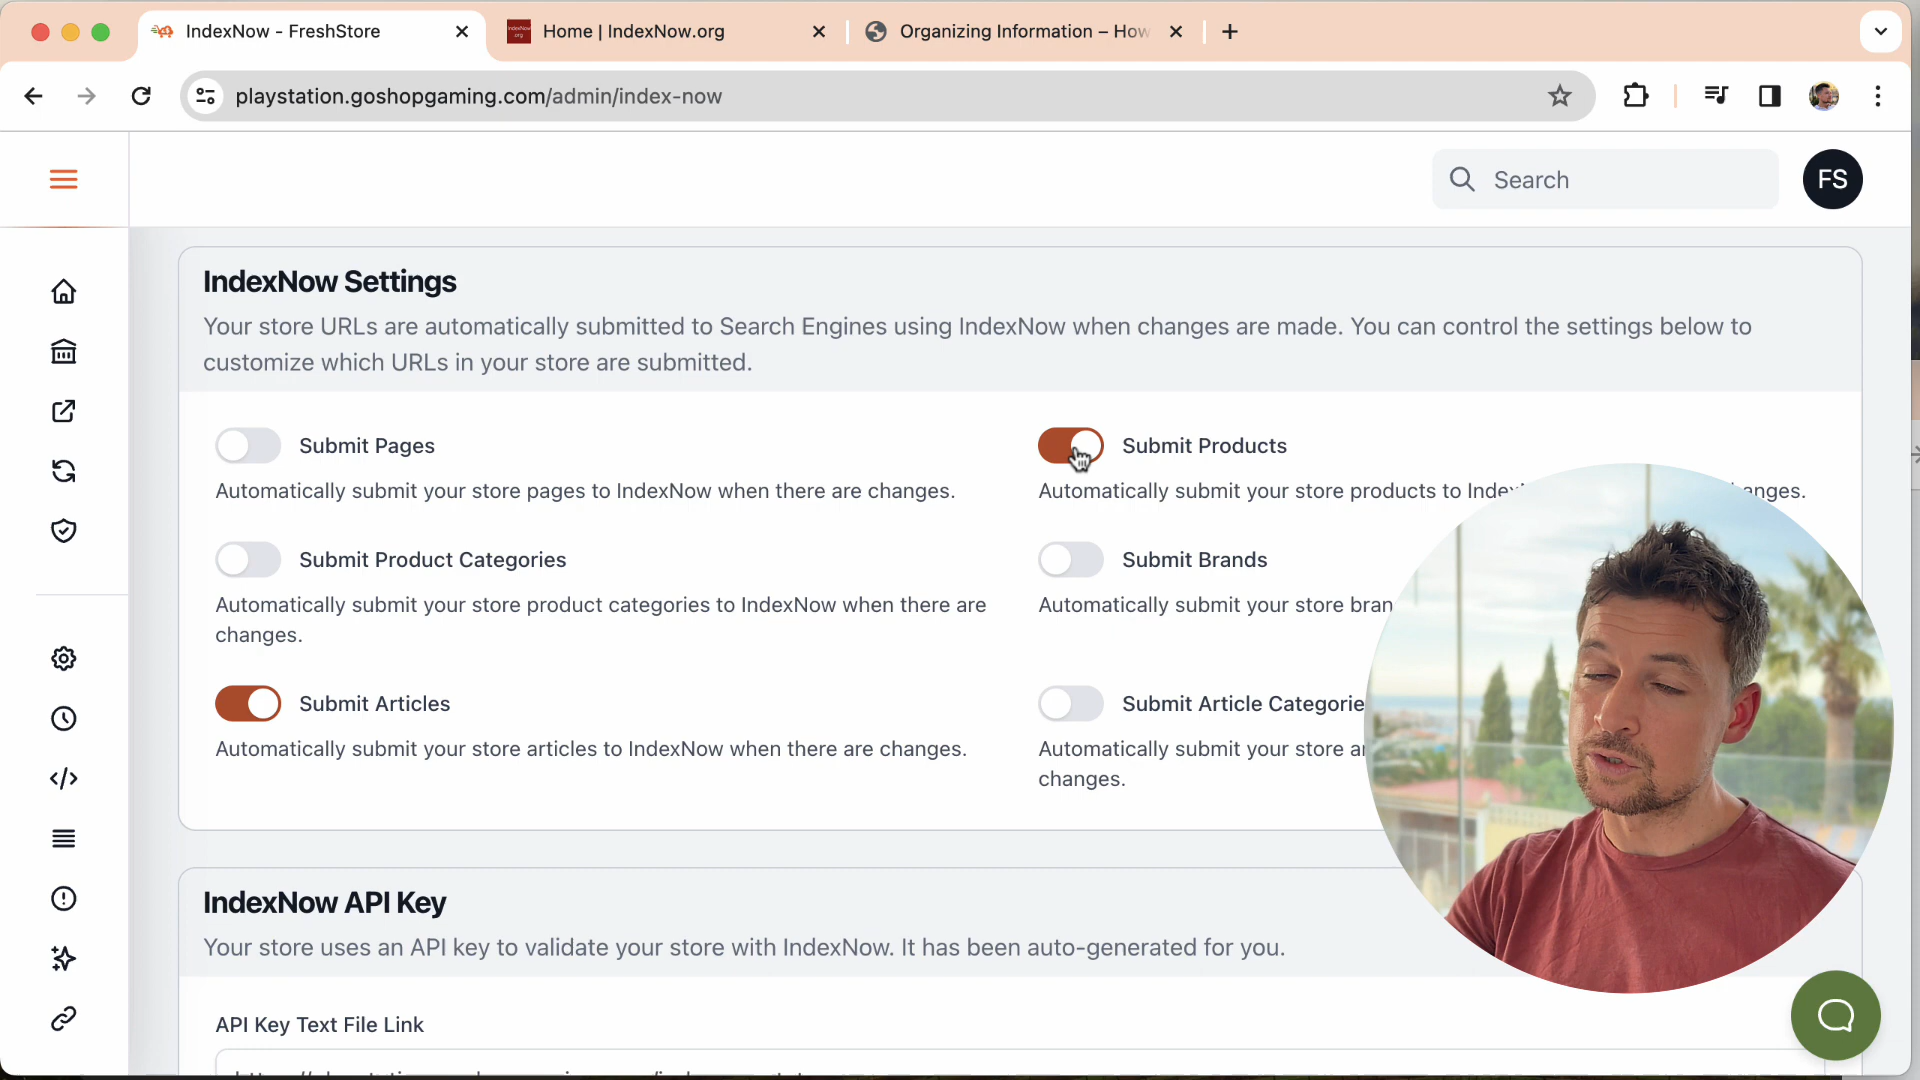 IndexNow - FreshStore
Home | IndexNow.org
Organizing Information – How
playstation.goshopgaming.com/admin/index-now
Search
FS
IndexNow Settings
Your store URLs are automatically submitted to Search Engines using IndexNow when changes are made. You can control the settings below to
customize which URLs in your store are submitted.
Submit Pages
Automatically submit your store pages to IndexNow when there are changes.
Submit Products
Automatically submit your store products to Index anges.
Submit Product Categories
Automatically submit your store product categories to IndexNow when there are
changes.
Submit Brands
Automatically submit your store bran
Submit Articles
Automatically submit your store articles to IndexNow when there are changes.
Submit Article Categorie
Automatically submit your store ar
changes.
IndexNow API Key
Your store uses an API key to validate your store with IndexNow. It has been auto-generated for you.
API Key Text File Link